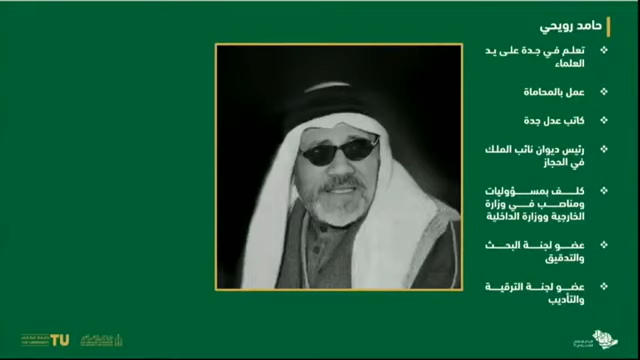 حامد رويحي
تعلم في جدة على يد
العلماء
عمل بالمحاماة
كاتب عدل جدة
رئيس ديوان نائب الملك
في الحجاز
كلف بمسؤوليات
ومناصب في وزارة
الخارجية ووزارة الداخلية
عضو لجنة البحث
والتدقيق
عضو لجنة الترقية
والتأديب
TU